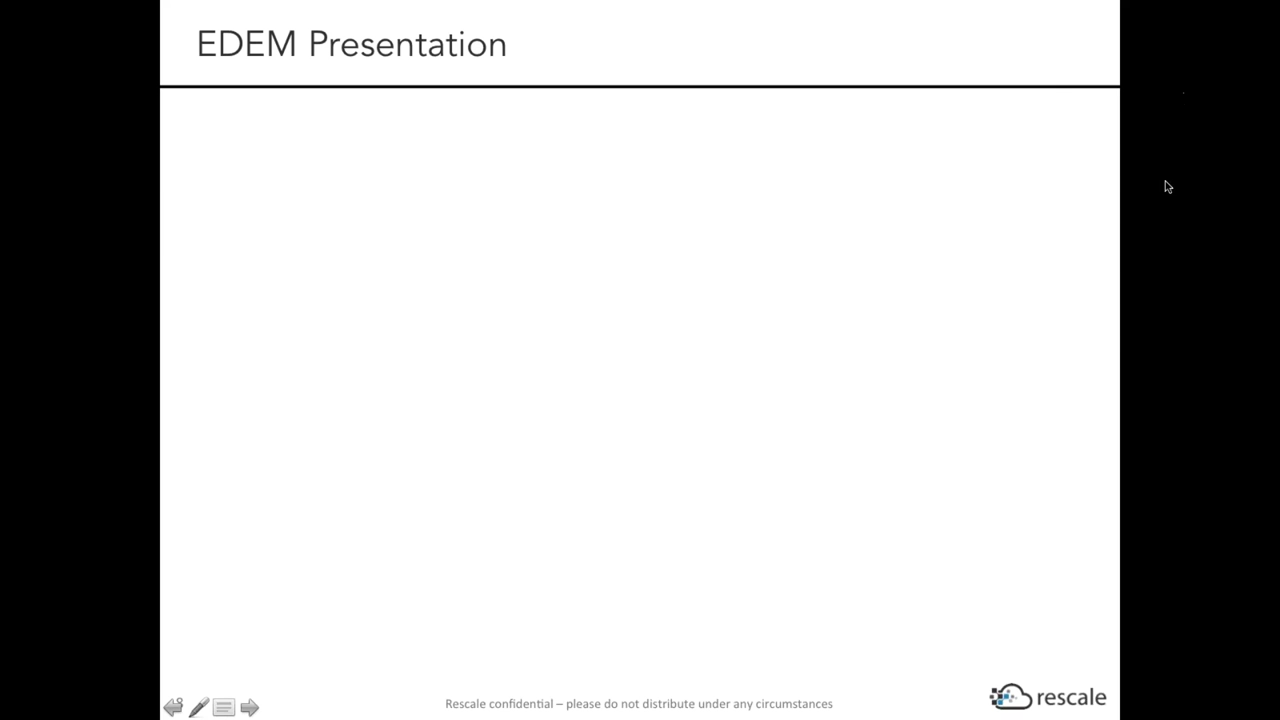 EDEM Presentation
Rescale confidential – please do not distribute under any circumstances
rescale